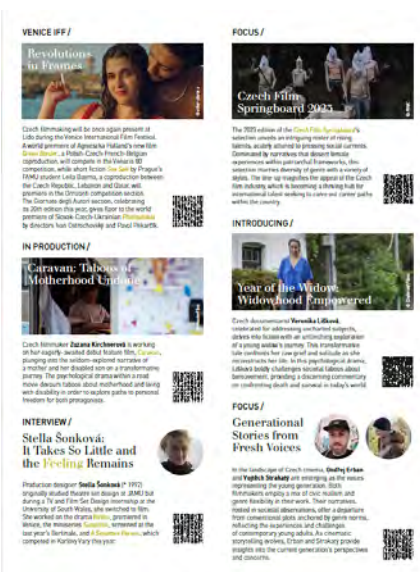 VENICE IFF /
Revolutions
in Frames
Czech filmmaking will be once again present at
Lido during the Venice International Film Festival.
A world premiere of Agnieszka Holland's new film
Green Border, a Polish-Czech-French-Belgian
coproduction, will compete in the Venezia 80
competition, while short fiction Sea Salt by Prague's
FAMU student Leila Basma, a coproduction between
the Czech Republic, Lebanon and Qatar, will
premiere in the Orizzonti competition section.
The Giornate degli Autori section, celebrating
its 20th edition this year, gives floor to the world
premiere of Slovak-Czech-Ukrainian Photophobia
by directors Ivan Ostrochovský and Pavol Pekarčík.
IN PRODUCTION /
Caravan: Taboos of
Motherhood Undone
Czech filmmaker Zuzana Kirchnerová is working
on her eagerly-awaited debut feature film, Caravan,
plunging into the seldom-explored narrative of
a mother and her disabled son on a transformative
journey. The psychological drama within a road
movie devours taboos about motherhood and living
with disability in order to explore paths to personal
freedom for both protagonists.
INTERVIEW /
Stella Šonková:
It Takes So Little and
the Feeling Remains
Production designer Stella Šonková (* 1992)
originally studied theatre set design at JAMU but
during a TV and Film Set Design internship at the
University of South Wales, she switched to film.
She worked on the drama premiered in
Venice, the miniseries screened at the
last year's Berlinale, and A Sensitive Person, which
competed in Karlovy Vary this year.
FOCUS /
Czech Film
Springboard 2023
The 2023 edition of the Czech Film Springboard's
selection unveils an intriguing roster of rising
talents, acutely attuned to pressing social currents.
Dominated by narratives that dissect female
experiences within patriarchal frameworks, this
selection marries diversity of genre with a variety of
styles. The line-up magnifies the appeal of the Czech
film industry, which is becoming a thriving hub for
international talent seeking to carve out career paths
within the country.
INTRODUCING /
Year of the Widow:
Widowhood Empowered
Czech documentarist Veronika Lišková,
celebrated for addressing uncharted subjects,
delves into fiction with an unflinching exploration
of a young widow's journey. This transformative
tale confronts her raw grief and solitude as she
reconstructs her life. In this psychological drama,
Lišková boldly challenges societal taboos about
bereavement, providing a discerning commentary
on confronting death and survival in today's world.
FOCUS /
Generational
Stories from
Fresh Voices
In the landscape of Czech cinema, Ondřej Erban
and Vojtěch Strakatý are emerging as the voices
representing the young generation. Both
filmmakers employ a mix of civic realism and
genre flexibility in their work. Their narratives,
rooted in societal observations, offer a departure
from conventional plots anchored by genre norms,
reflecting the experiences and challenges
of contemporary young adults. As cinematic
storytelling evolves, Erban and Strakatý provide
insights into the current generation's perspectives
and concerns.